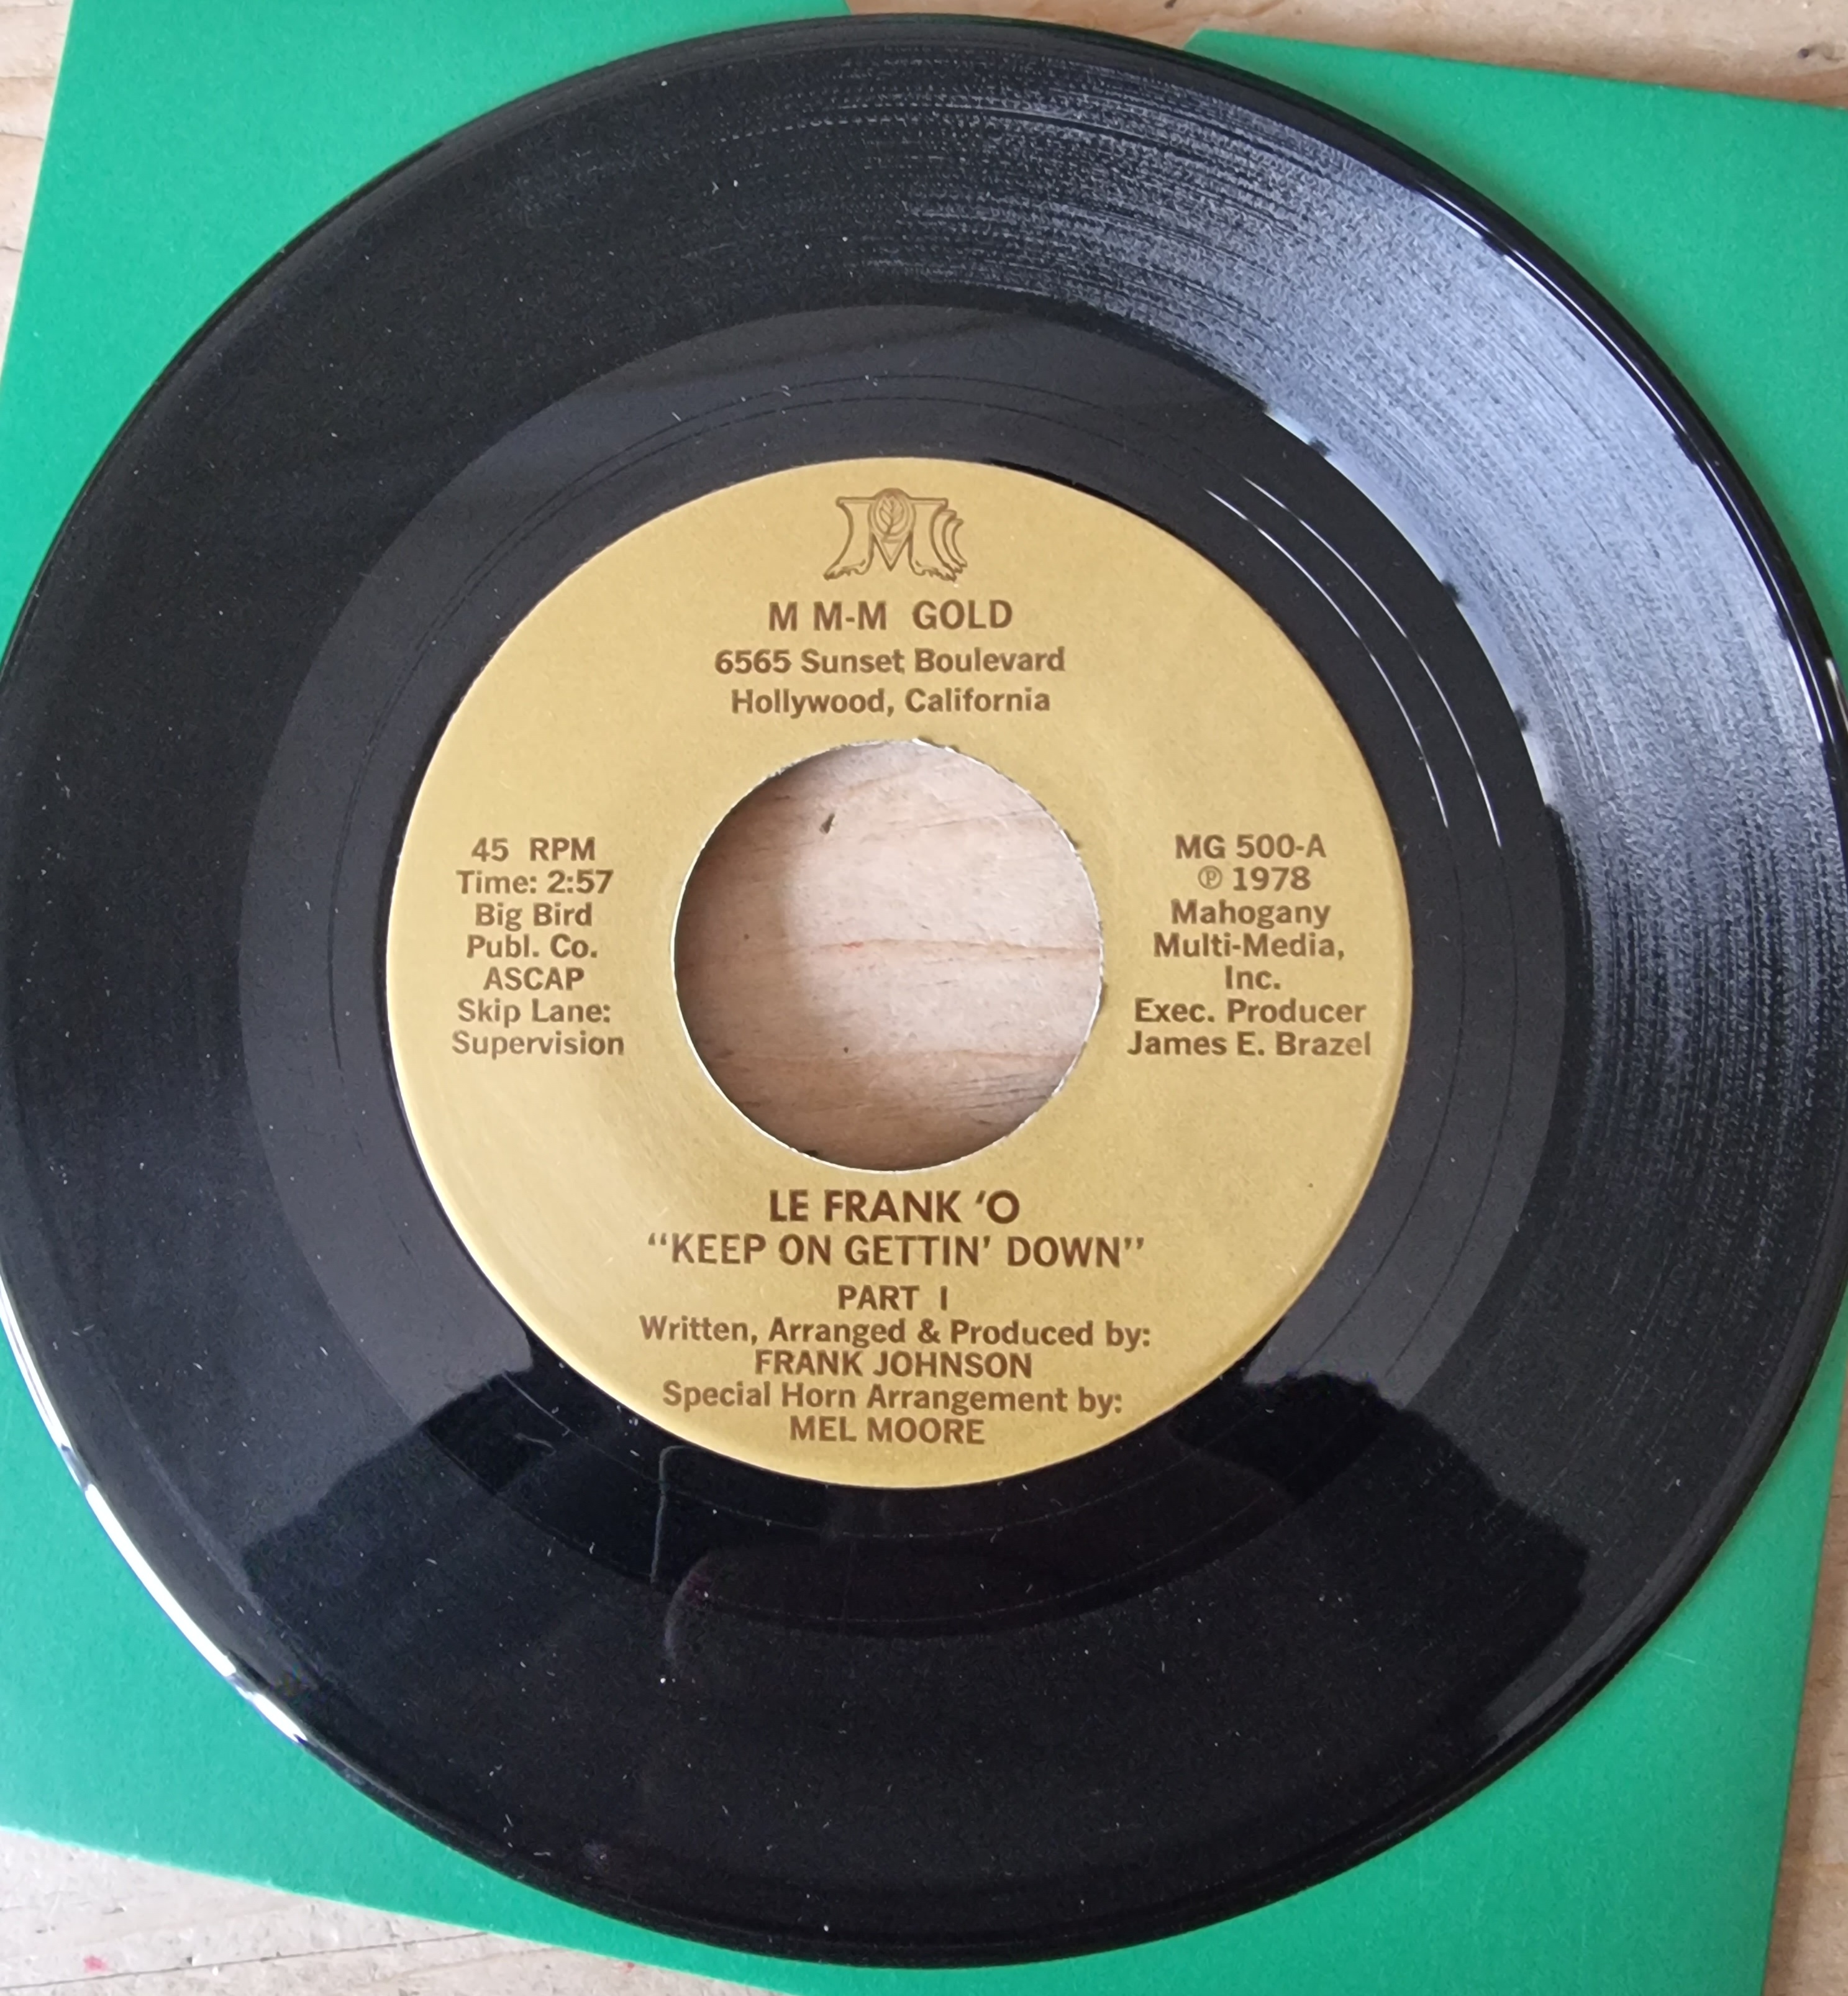 M M-M GOLD
6565 Sunset Boulevard
Hollywood, California
45 RPM
Time: 2:57
Big Bird
Publ. Co.
ASCAP
Skip Lane:
Supervision
MG 500-A
℗ 1978
Mahogany
Multi-Media,
Inc.
Exec. Producer
James E. Brazel
LE FRANK ‘O
“KEEP ON GETTIN’ DOWN”
PART I
Written, Arranged & Produced by:
FRANK JOHNSON
Special Horn Arrangement by:
MEL MOORE